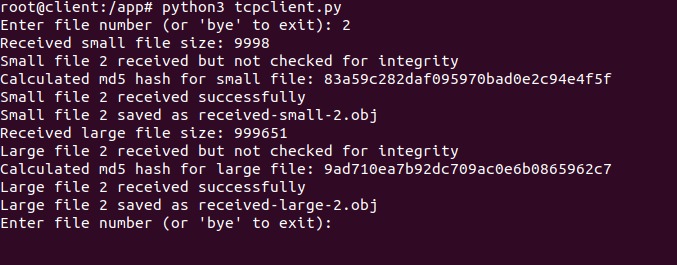 root@client:/app# python3 tcpclient.py
Enter file number (or 'bye' to exit): 2
Received small file size: 9998
Small file 2 received but not checked for integrity
Calculated md5 hash for small file: 83a59c282daf095970bad0e2c94e4f5f
Small file 2 received successfully
Small file 2 saved as received-small-2.obj
Received large file size: 999651
Large file 2 received but not checked for integrity
Calculated md5 hash for large file: 9ad710ea7b92dc709ac0e6b0865962c7
Large file 2 received successfully
Large file 2 saved as received-large-2.obj
Enter file number (or 'bye' to exit):